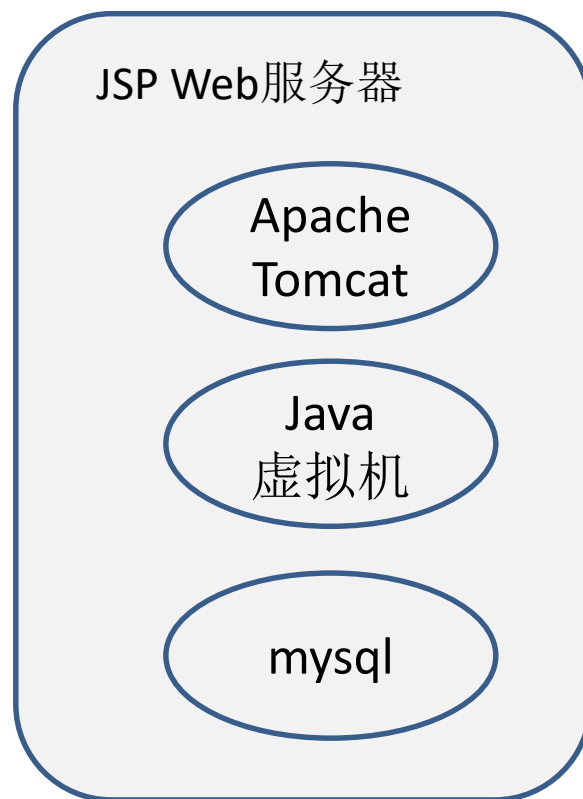 JSP Web服务器
Apache
Tomcat
Java
虚拟机
mysql